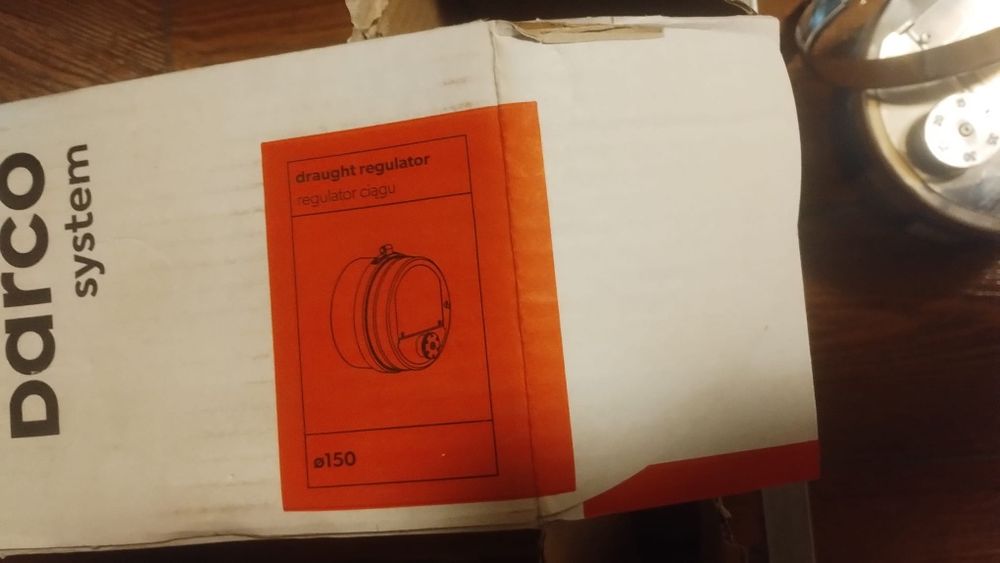 Darco
system
draught regulator
regulator ciągu
ø150